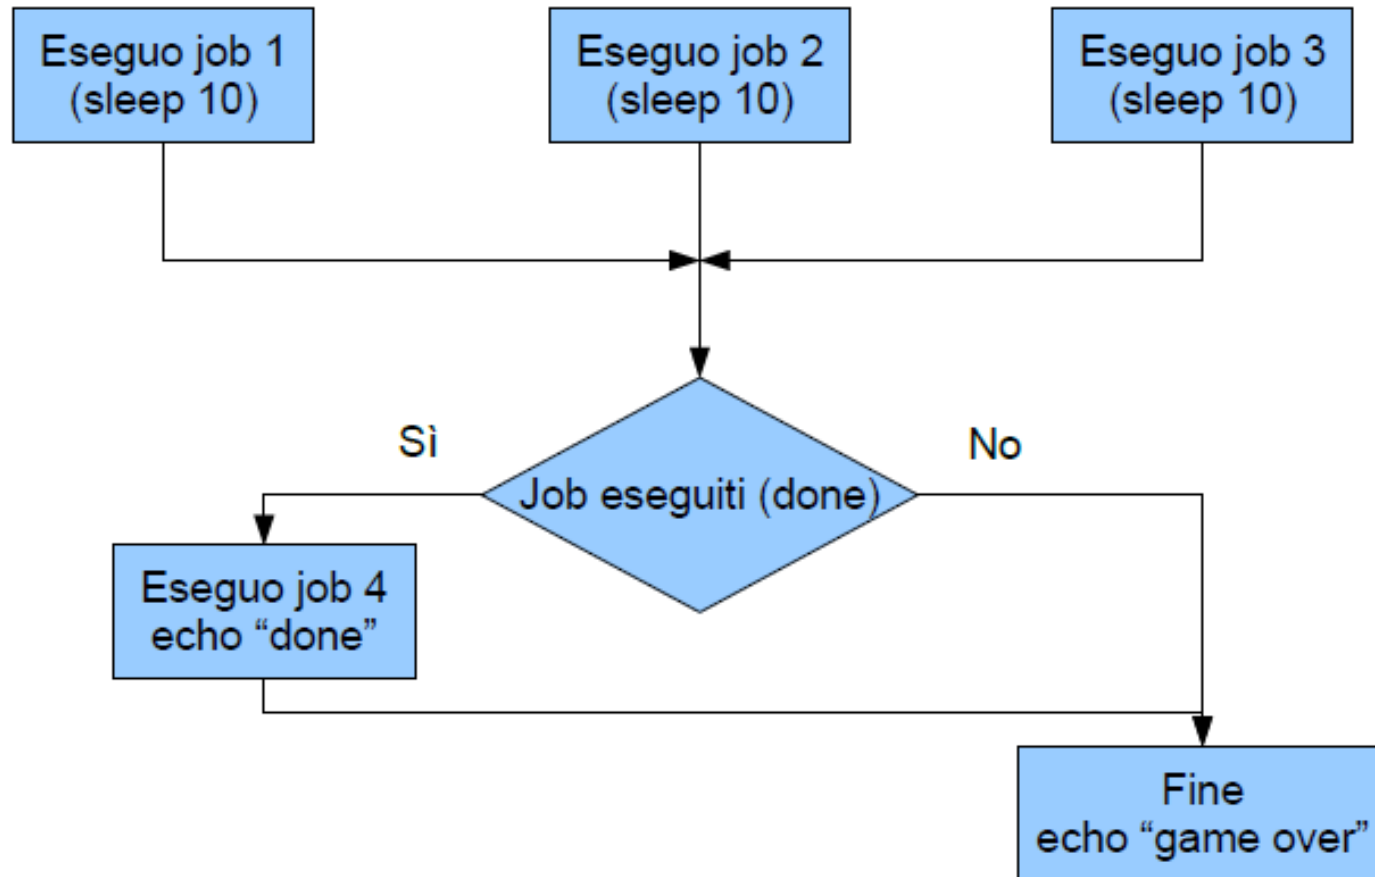 Eseguo job 1
(sleep 10)
Eseguo job 2
(sleep 10)
Eseguo job 3
(sleep 10)
Sì
No
Job eseguiti (done)
Eseguo job 4
echo “done”
Fine
echo “game over”